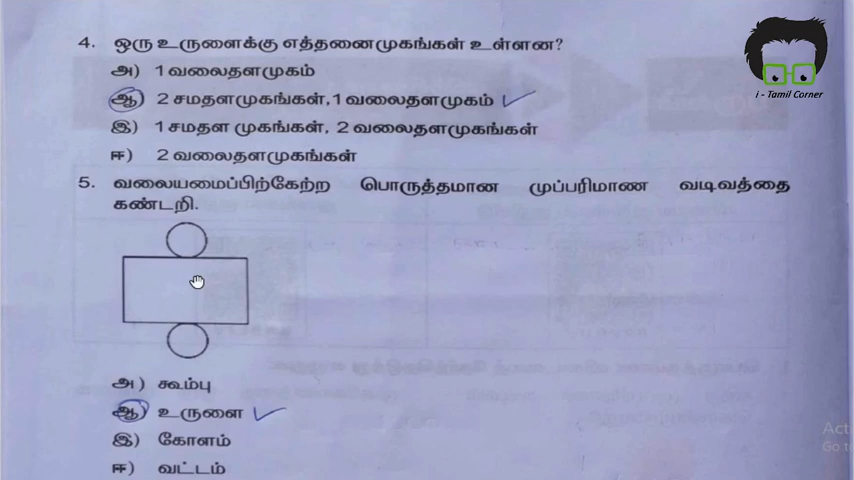 4. ஒரு உருளைக்கு எத்தனைமுகங்கள் உள்ளன?
அ) 1 வலைதளமுகம்
ஆ) 2 சமதளமுகங்கள், 1 வலைதளமுகம்
இ) 1 சமதள முகங்கள், 2 வலைதளமுகங்கள்
ஈ) 2 வலைதளமுகங்கள்
5. வலையமைப்பிற்கேற்ற பொருத்தமான முப்பரிமாண வடிவத்தை
கண்டறி.
அ) கூம்பு
ஆ) உருளை
இ) கோளம்
ஈ) வட்டம்
i - Tamil Corner
Act
Go t